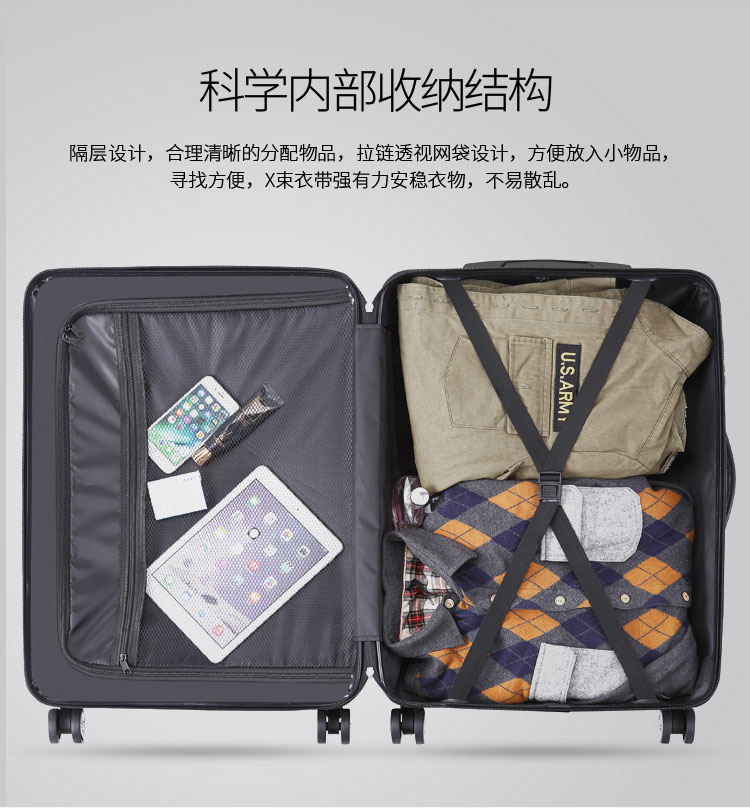 科学内部收纳结构
隔层设计，合理清晰的分配物品，拉链透视网袋设计，方便放入小物品，
寻找方便，X束衣带强有力安稳衣物，不易散乱。
U.S.ARM